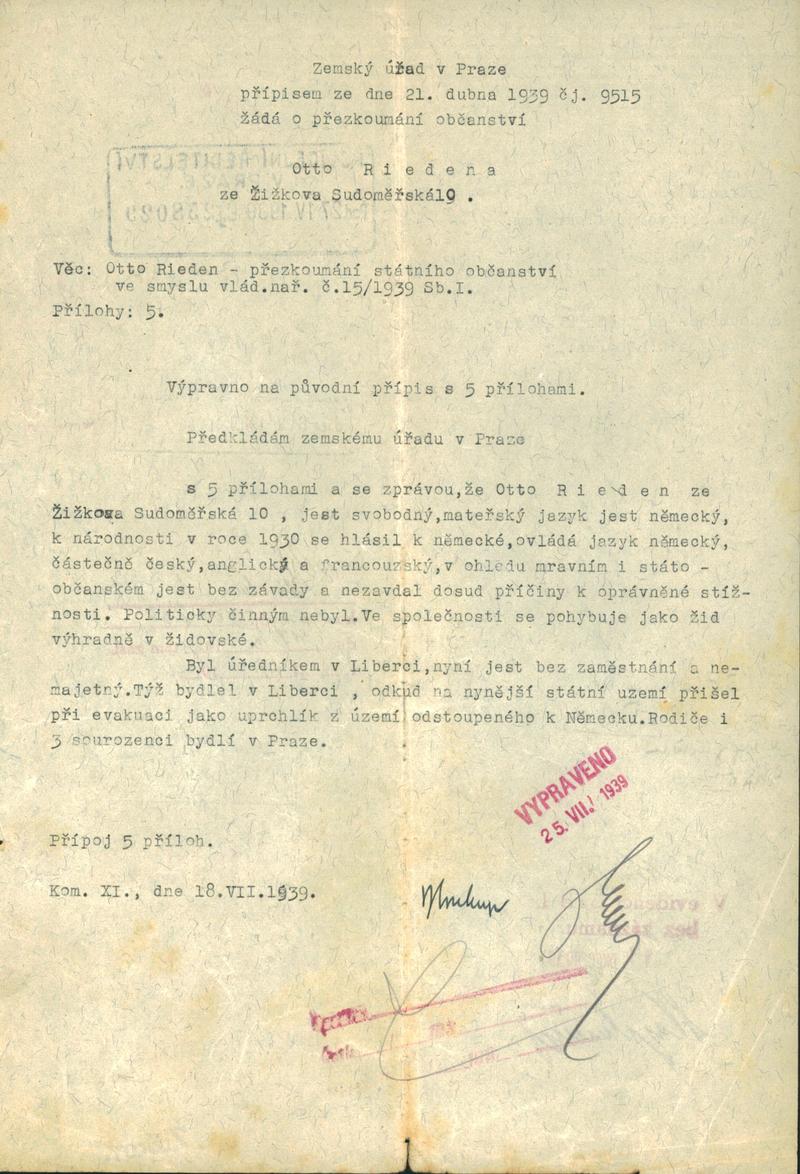 Zemský úřad v Praze
přípisem ze dne 21. dubna 1939 čj. 9515
žádá o přezkoumání občanství
Otto R i e d e n a
ze Žižkova Sudoměřská10 .
Věc: Otto Rieden - přezkoumání státního občanství
ve smyslu vlád.nař. č.15/1939 Sb.I.
Přílohy: 5.
Výpravno na původní přípis s 5 přílohami.
Předkládám zemskému úřadu v Praze
s 5 přílohami a se zprávou,že Otto R i e d e n ze
Žižkova Sudoměřská 10 , jest svobodný,mateřský jazyk jest německý,
k národnosti v roce 1930 se hlásil k německé,ovládá jazyk německý,
částečně český,anglický a francouzský,v ohledu mravním i státo -
občanském jest bez závady a nezavdal dosud příčiny k oprávněné stíž-
nosti. Politicky činným nebyl.Ve společnosti se pohybuje jako žid
výhradně v židovské.
Byl úředníkem v Liberci,nyní jest bez zaměstnání a ne-
majetný.Týž bydlel v Liberci , odkud na nynější státní uzemí přišel
při evakuaci jako uprchlík z území odstoupeného k Německu.Rodiče i
3 sourozenci bydlí v Praze.
VYPRAVENO
25. VII. 1939
Přípoj 5 příloh.
Kom. XI., dne 18.VII.1939.